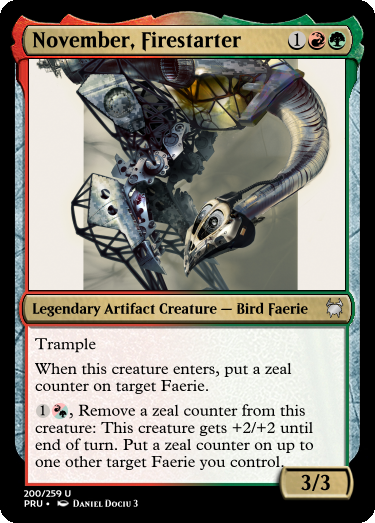 November, Firestarter
1
Legendary Artifact Creature — Bird Faerie
Trample
When this creature enters, put a zeal
counter on target Faerie.
1 , Remove a zeal counter from this
creature: This creature gets +2/+2 until
end of turn. Put a zeal counter on up to
one other target Faerie you control.
3/3
200/259 U
PRU • Daniel Dociu 3